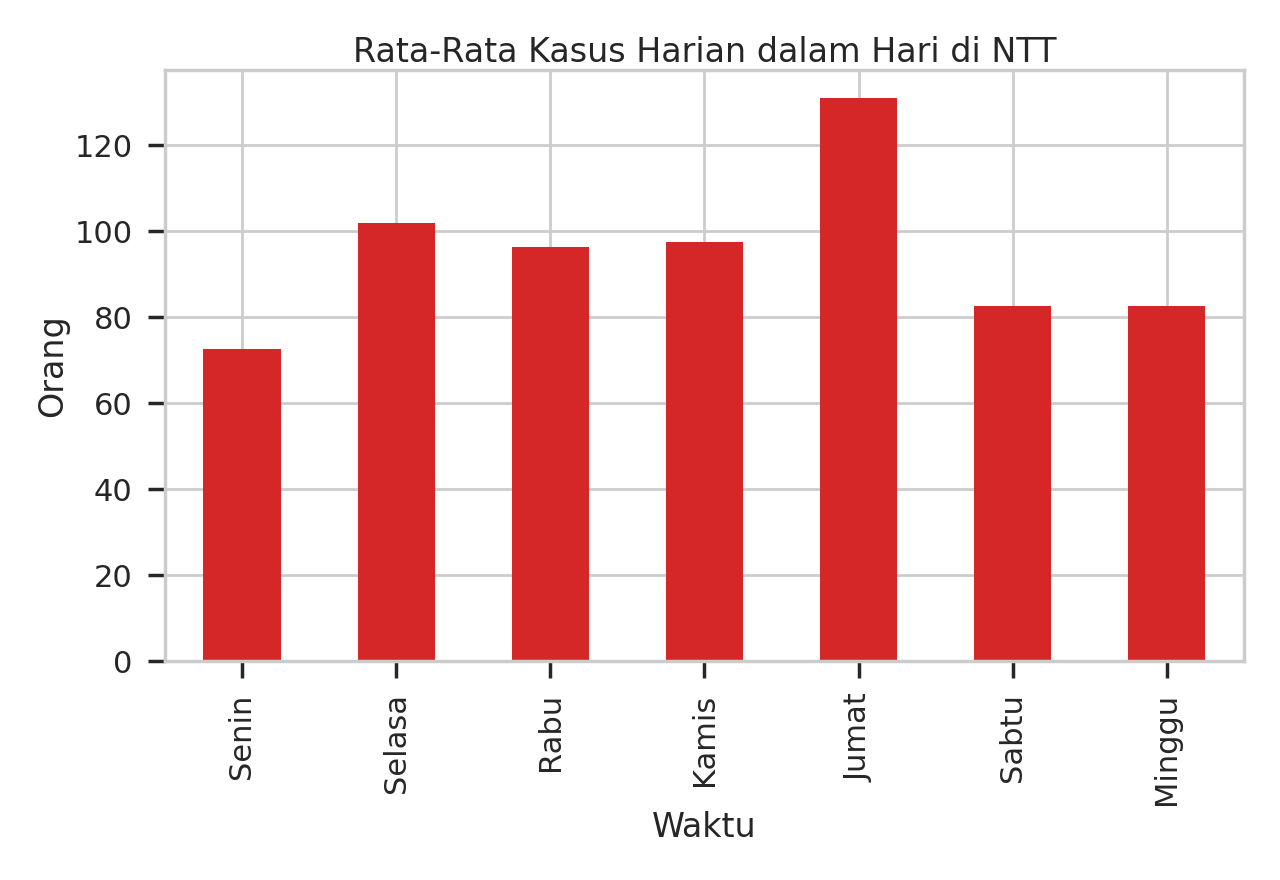 Rata-Rata Kasus Harian dalam Hari di NTT
120
100
80
60
40
20
0
Orang
Senin
Selasa
Rabu
Kamis
Jumat
Sabtu
Minggu
Waktu